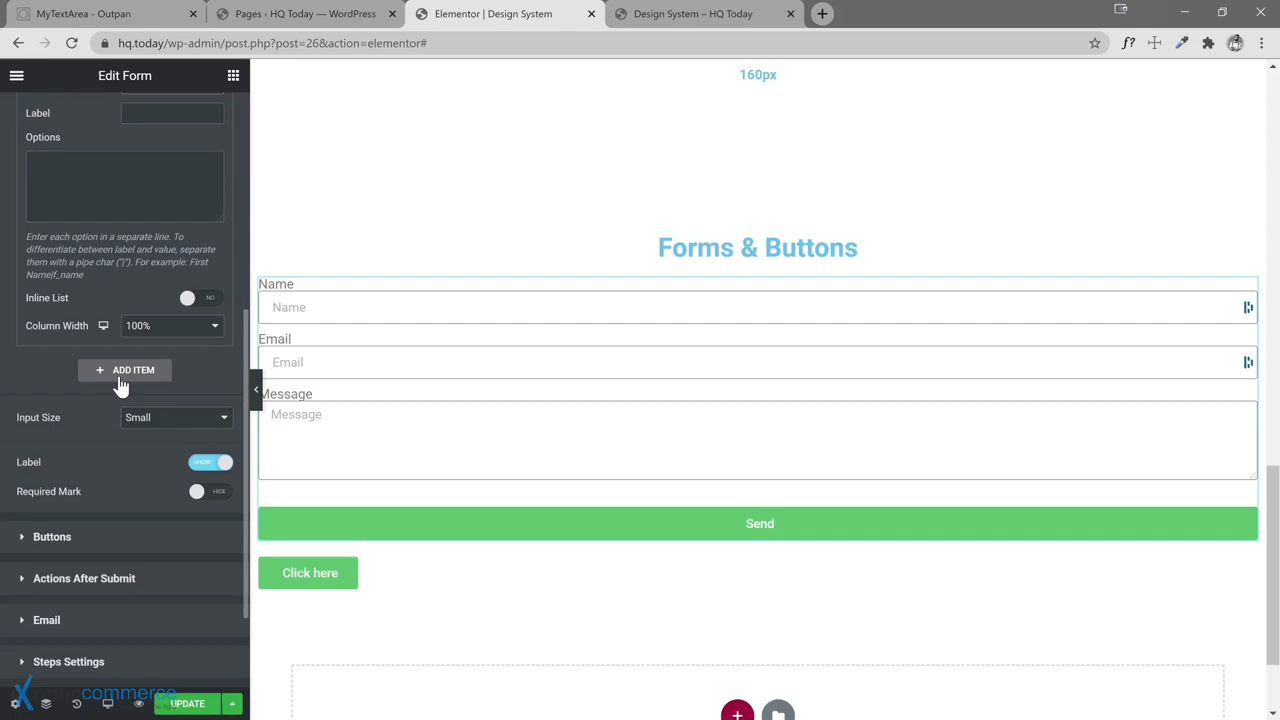 MyTextArea - Outpan
Pages ‹ HQ Today — WordPress
Elementor | Design System
Design System – HQ Today
hq.today/wp-admin/post.php?post=26&action=elementor#
Edit Form
Label
Options
Enter each option in a separate line. To
differentiate between label and value, separate
them with a pipe char ("|"). For example: First
Name|f_name
Inline List
NO
Column Width
100%
+ ADD ITEM
Input Size
Small
Label
SHOW
Required Mark
HIDE
Buttons
Actions After Submit
Email
Steps Settings
commerce
UPDATE
160px
Forms & Buttons
Name
Name
Email
Email
Message
Message
Send
Click here